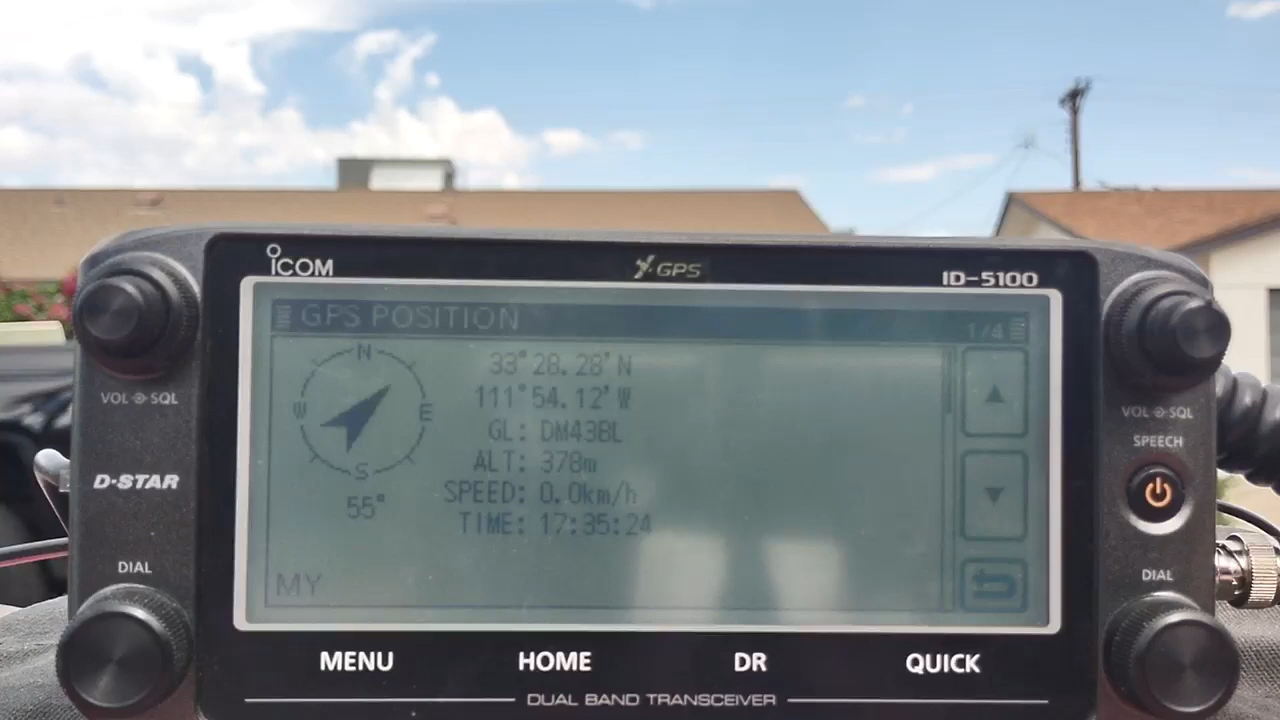 ICOM
GPS
ID-5100
GPS POSITION
1/4
N
W
E
S
55°
33°28.28'N
111°54.12'W
GL: DM43BL
ALT: 378m
SPEED: 0.0km/h
TIME: 17:35:24
MY
VOL SQL
D-STAR
DIAL
VOL SQL
SPEECH
DIAL
MENU
HOME
DR
QUICK
DUAL BAND TRANSCEIVER